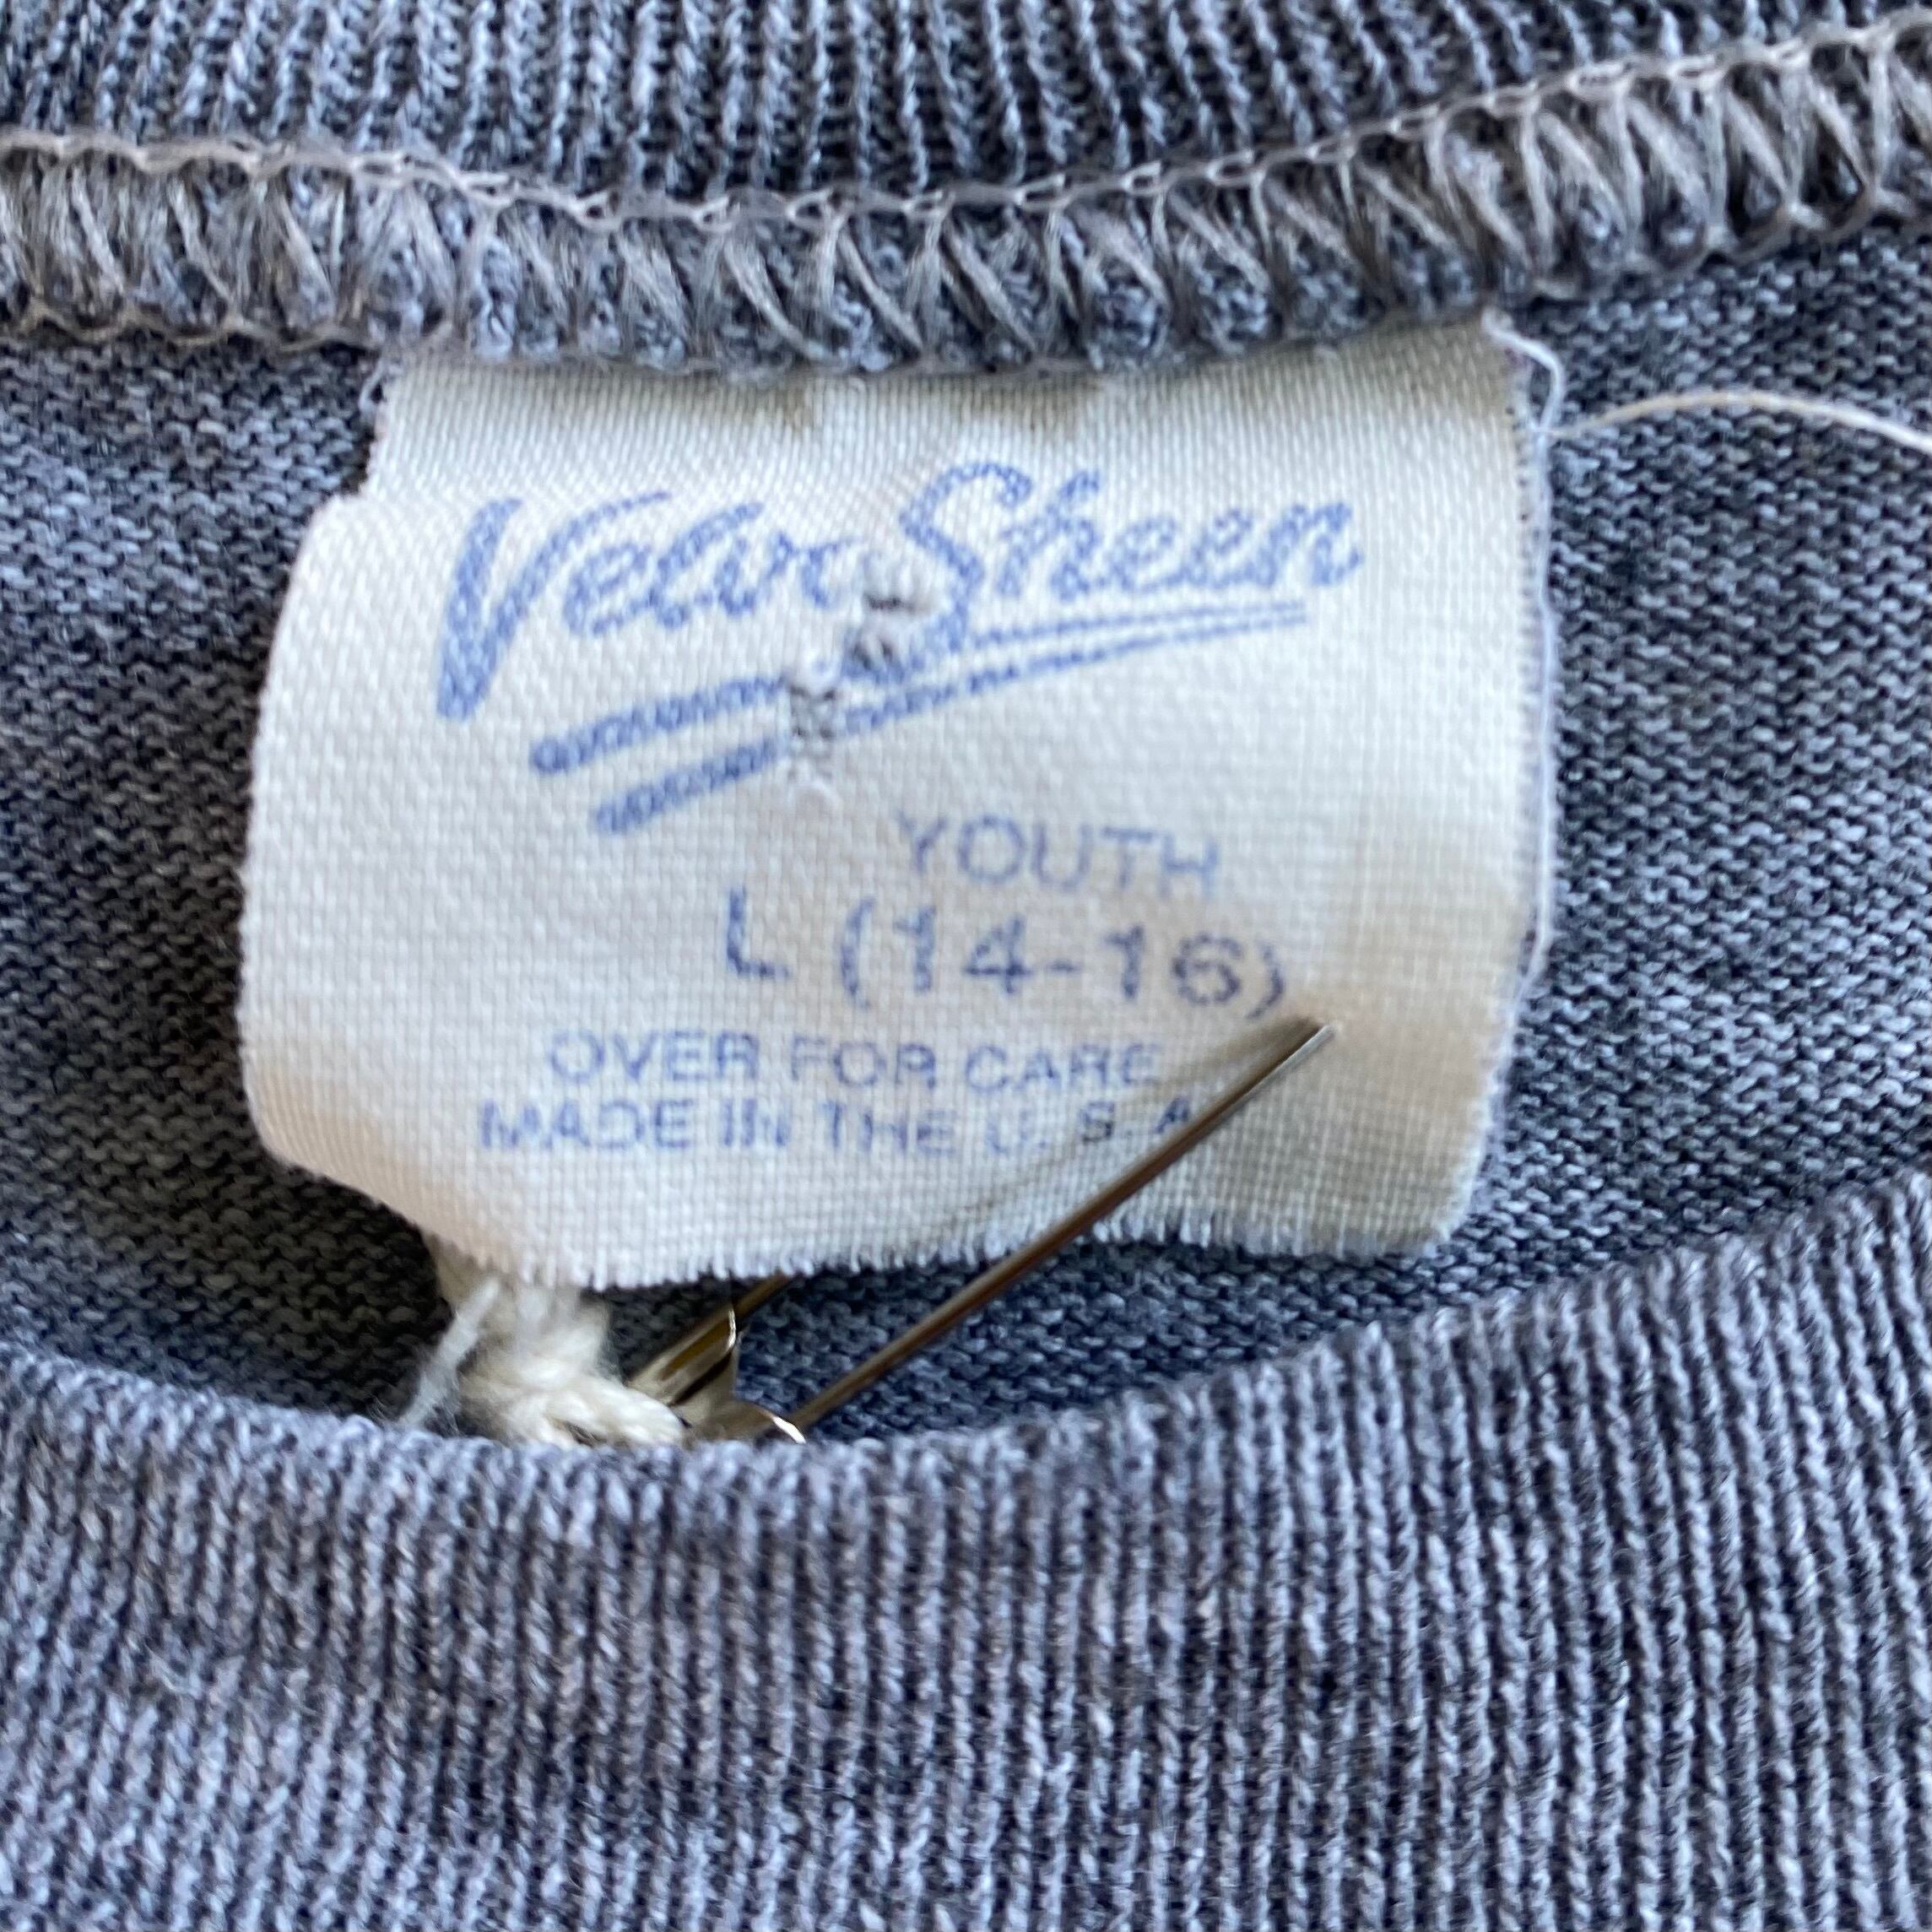 Velva Sheen
YOUTH
L (14-16)
OVER FOR CARE
MADE IN THE U.S.A.